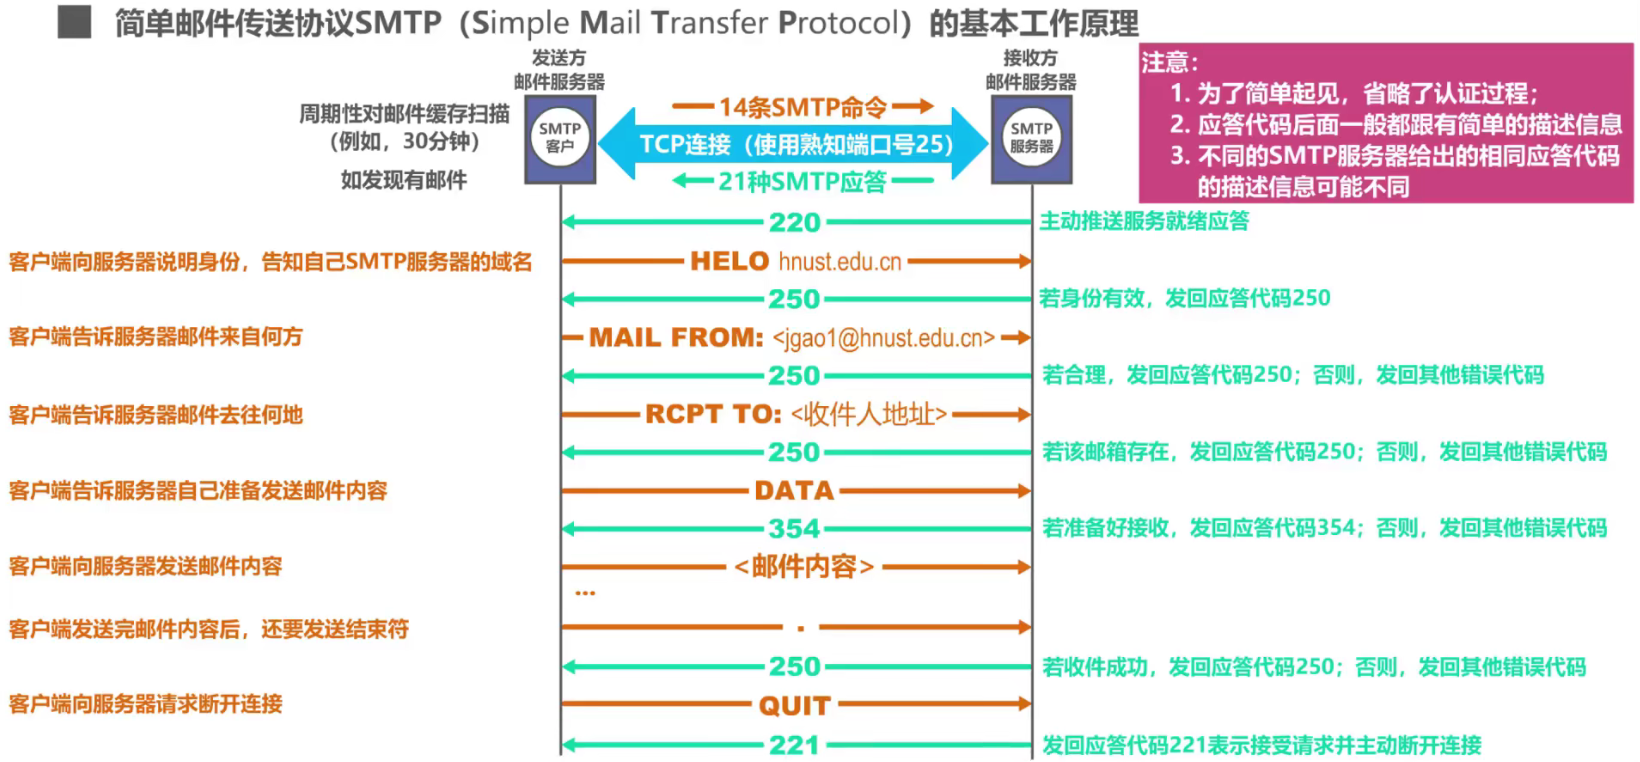 简单邮件传送协议SMTP（Simple Mail Transfer Protocol）的基本工作原理
发送方
邮件服务器
接收方
邮件服务器
注意：
1. 为了简单起见，省略了认证过程；
2. 应答代码后面一般都跟有简单的描述信息
3. 不同的SMTP服务器给出的相同应答代码
的描述信息可能不同
周期性对邮件缓存扫描
（例如，30分钟）
如发现有邮件
SMTP
客户
14条SMTP命令
TCP连接（使用熟知端口号25）
21种SMTP应答
SMTP
服务器
220
主动推送服务就绪应答
客户端向服务器说明身份，告知自己SMTP服务器的域名
HELO hnust.edu.cn
250
若身份有效，发回应答代码250
客户端告诉服务器邮件来自何方
MAIL FROM: <jgao1@hnust.edu.cn>
250
若合理，发回应答代码250；否则，发回其他错误代码
客户端告诉服务器邮件去往何地
RCPT TO: <收件人地址>
250
若该邮箱存在，发回应答代码250；否则，发回其他错误代码
客户端告诉服务器自己准备发送邮件内容
DATA
354
若准备好接收，发回应答代码354；否则，发回其他错误代码
客户端向服务器发送邮件内容
<邮件内容>
...
客户端发送完邮件内容后，还要发送结束符
.
250
若收件成功，发回应答代码250；否则，发回其他错误代码
客户端向服务器请求断开连接
QUIT
221
发回应答代码221表示接受请求并主动断开连接